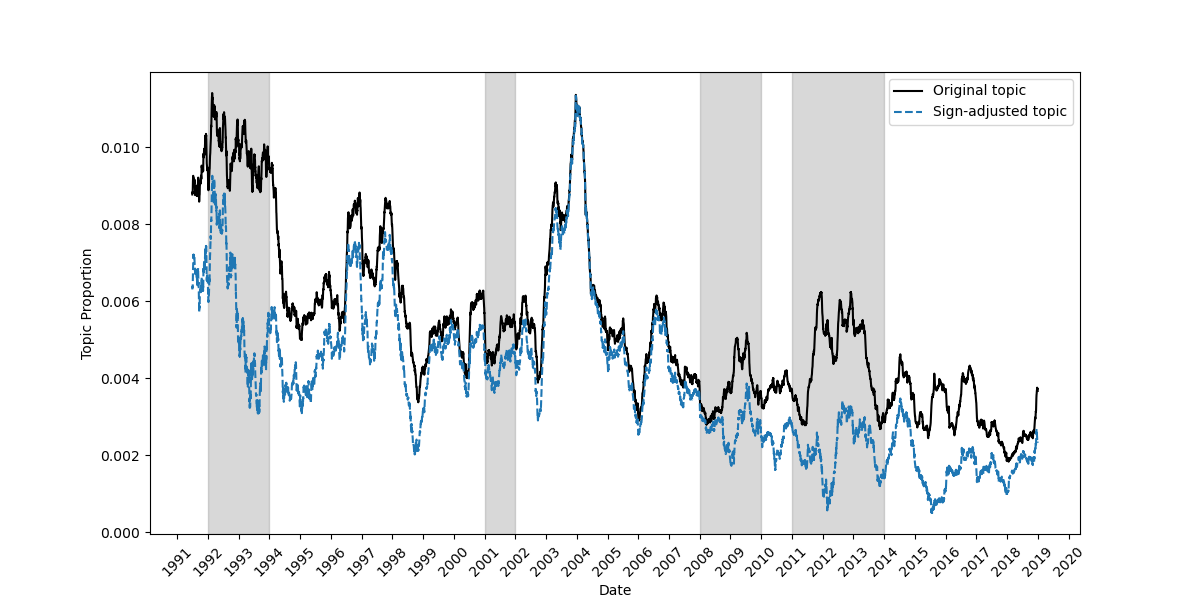 Original topic
Sign-adjusted topic
Topic Proportion
0.010
0.008
0.006
0.004
0.002
0.000
1991 1992 1993 1994 1995 1996 1997 1998 1999 2000 2001 2002 2003 2004 2005 2006 2007 2008 2009 2010 2011 2012 2013 2014 2015 2016 2017 2018 2019 2020
Date